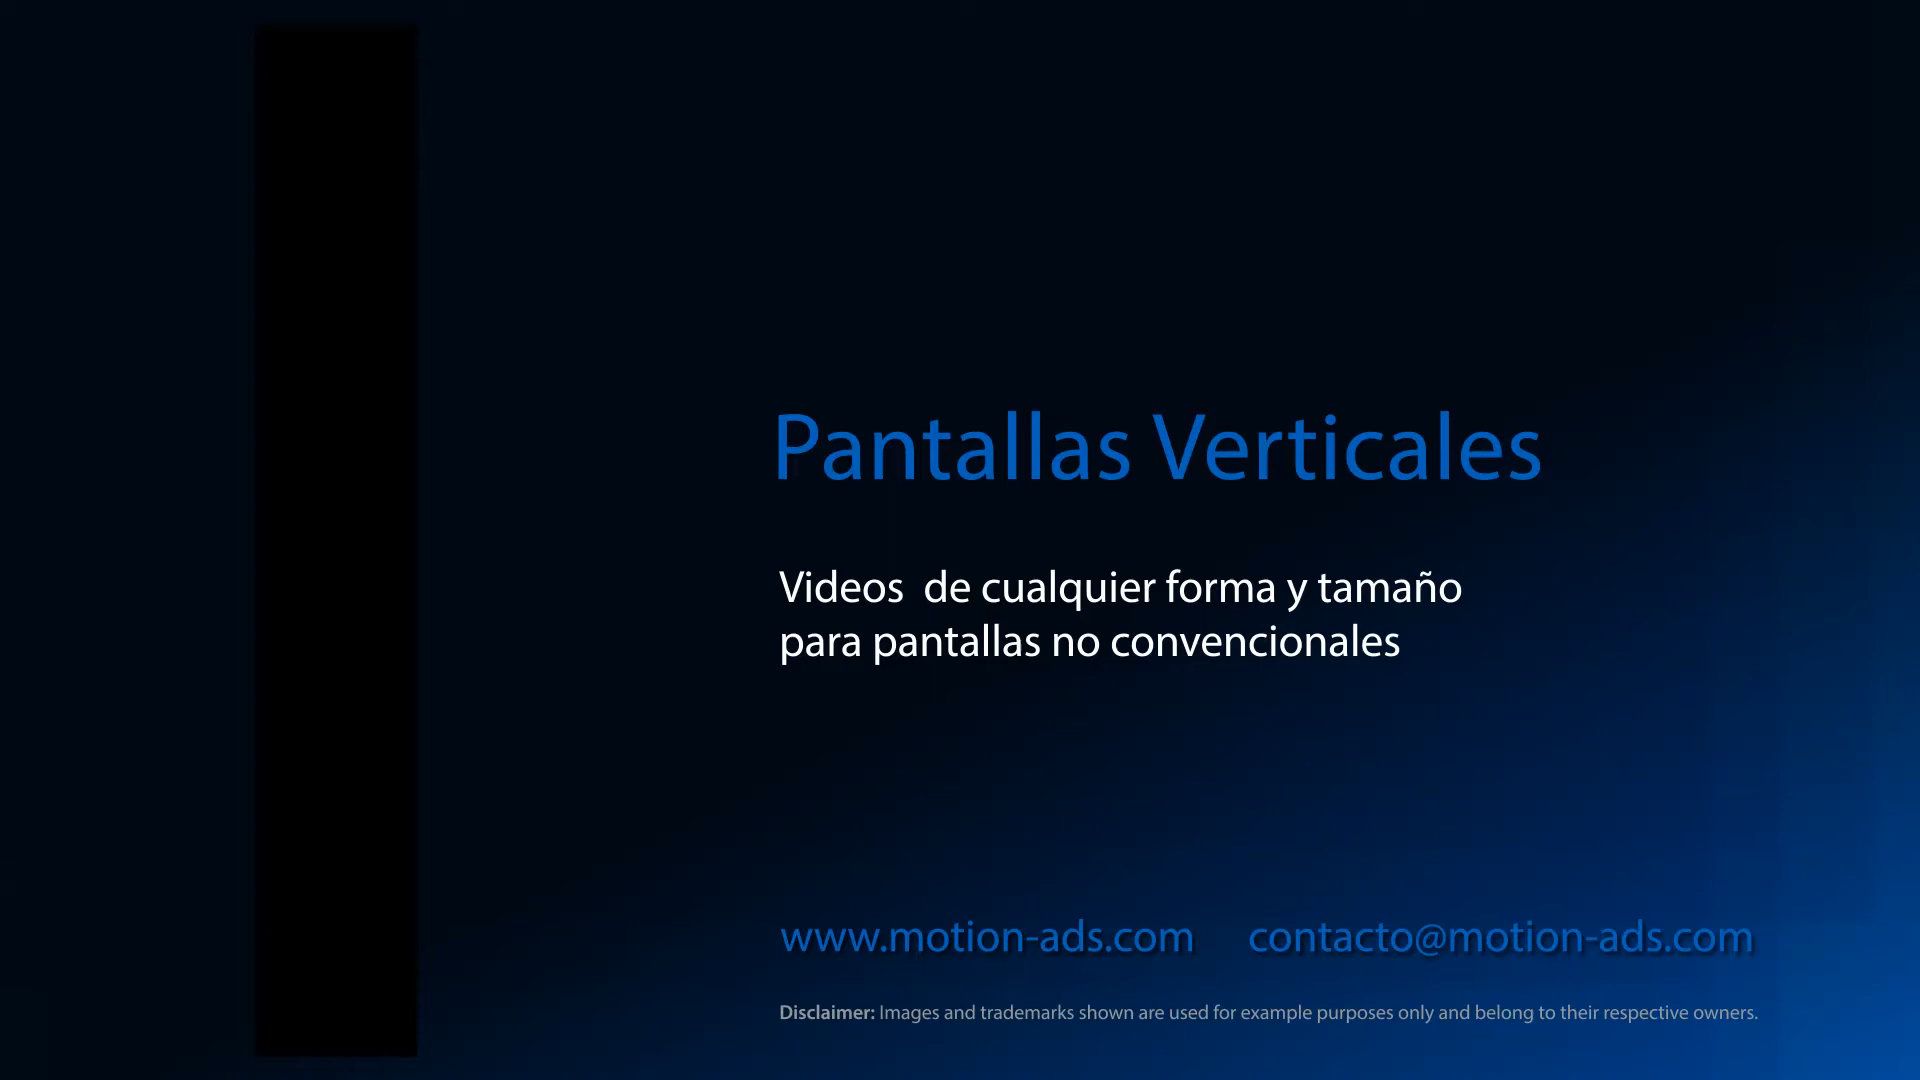 Pantallas Verticales
Videos  de cualquier forma y tamaño
para pantallas no convencionales
www.motion-ads.com     contacto@motion-ads.com
Disclaimer: Images and trademarks shown are used for example purposes only and belong to their respective owners.